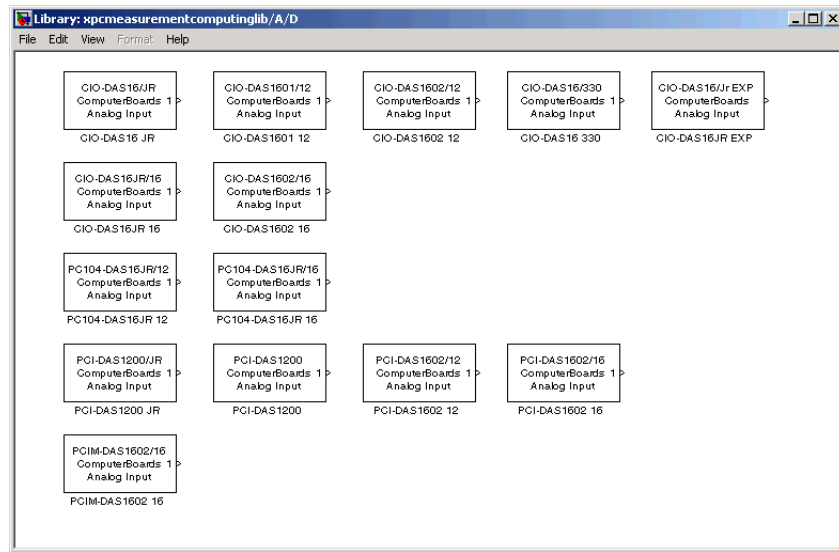 Library: xpcmeasurementcomputinglib/A/D
File Edit View Format Help
CIO-DAS16/JR CIO-DAS1601/12 CIO-DAS1602/12 CIO-DAS16/330 CIO-DAS16/Jr EXP
ComputerBoards 1 ComputerBoards 1 ComputerBoards 1 ComputerBoards 1 ComputerBoards
Analog Input Analog Input Analog Input Analog Input Analog Input
CIO-DAS16 JR CIO-DAS1601 12 CIO-DAS1602 12 CIO-DAS16 330 CIO-DAS16JR EXP
CIO-DAS16JR/16 CIO-DAS1602/16
ComputerBoards 1 ComputerBoards 1
Analog Input Analog Input
CIO-DAS16JR 16 CIO-DAS1602 16
PC104-DAS16JR/12 PC104-DAS16JR/16
ComputerBoards 1 ComputerBoards 1
Analog Input Analog Input
PC104-DAS16JR 12 PC104-DAS16JR 16
PCI-DAS1200/JR PCI-DAS1200 PCI-DAS1602/12 PCI-DAS1602/16
ComputerBoards 1 ComputerBoards 1 ComputerBoards 1 ComputerBoards 1
Analog Input Analog Input Analog Input Analog Input
PCI-DAS1200 JR PCI-DAS1200 PCI-DAS1602 12 PCI-DAS1602 16
PCIM-DAS1602/16
ComputerBoards 1
Analog Input
PCIM-DAS1602 16